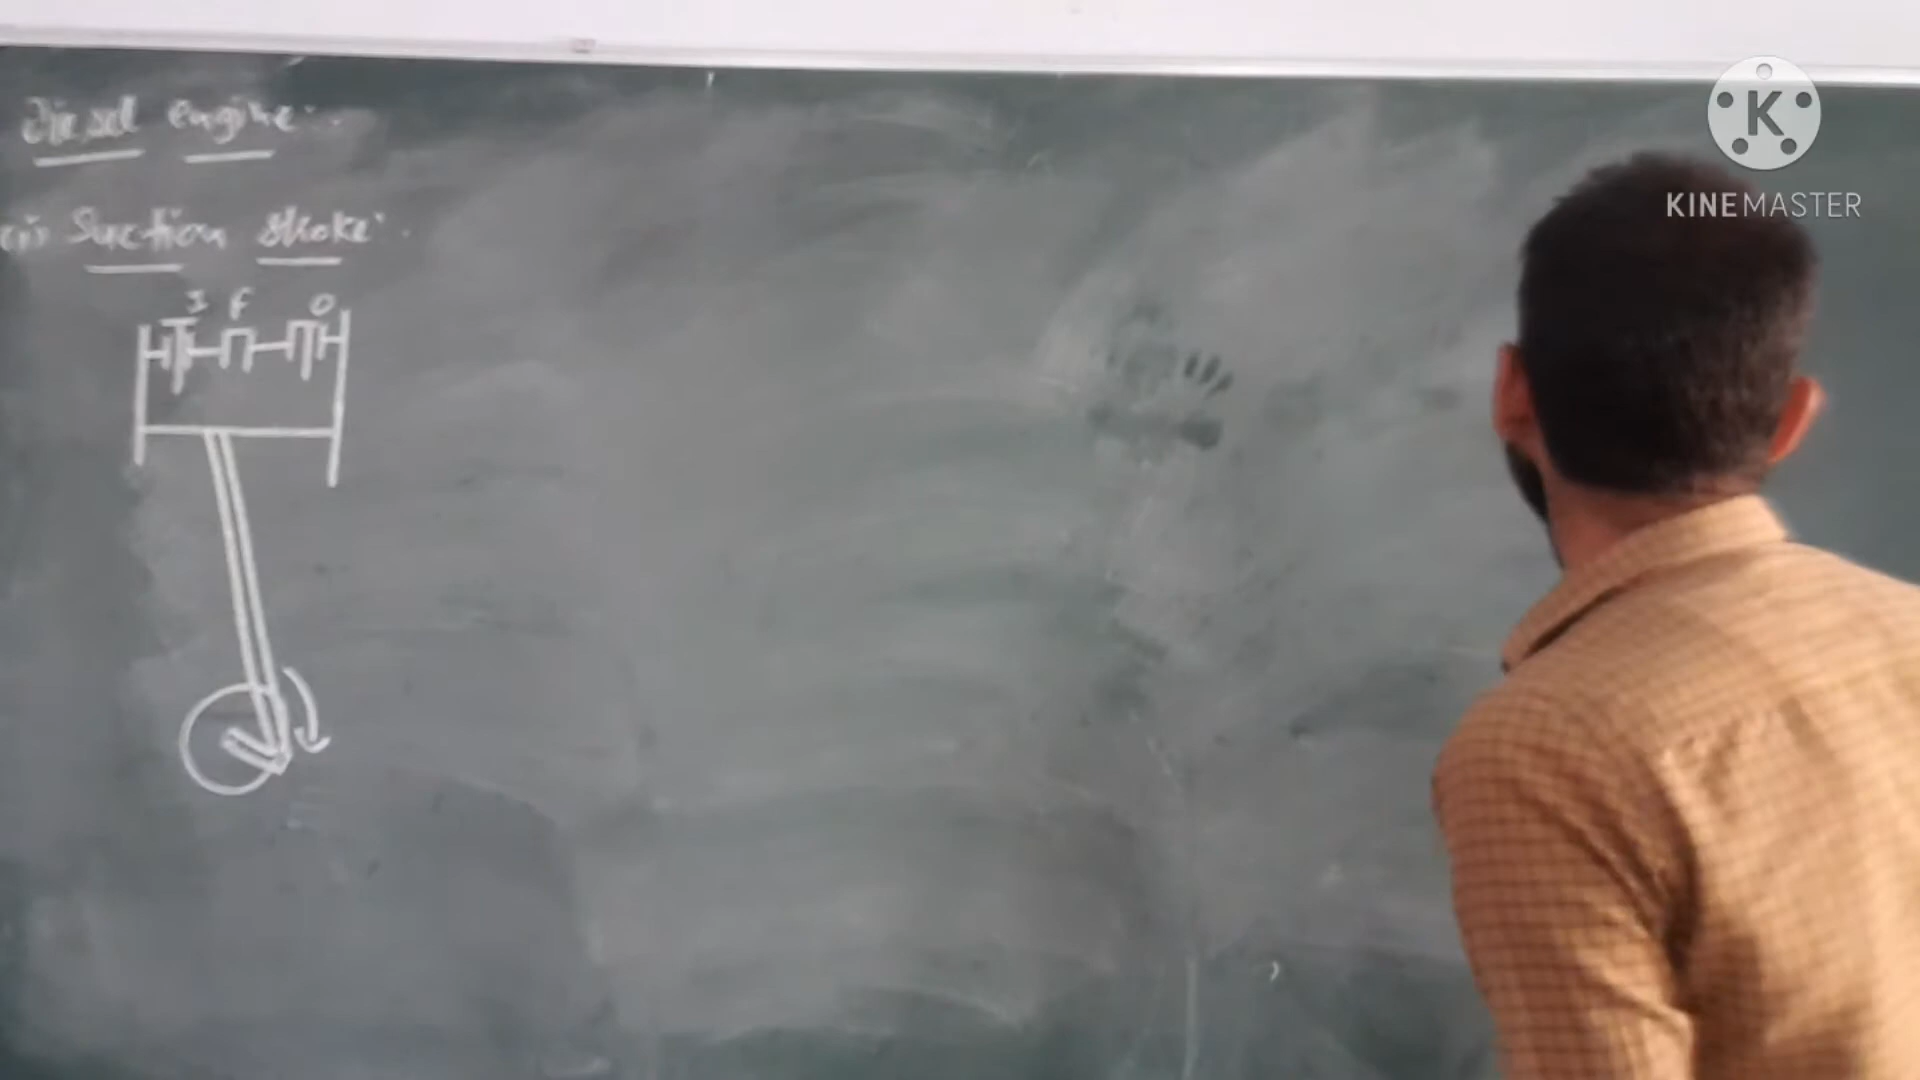 Diesel engine:-
(i) Suction stroke:-
I F O
K
KINEMASTER